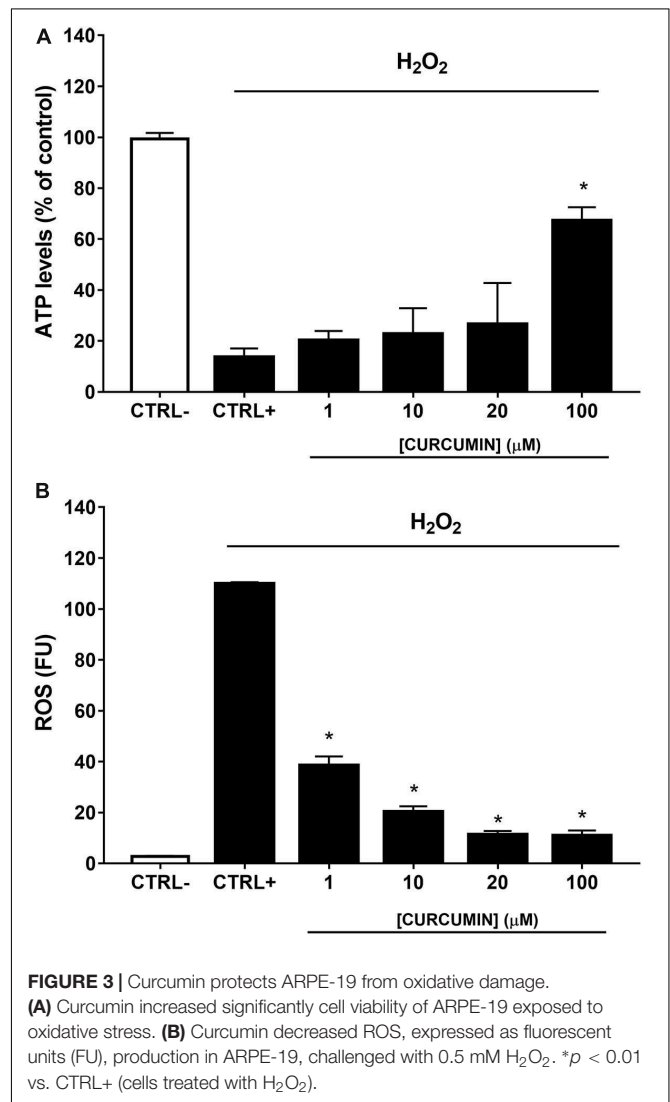 A
H₂O₂
ATP levels (% of control)
140
120
100
80
60
40
20
0
*
CTRL- CTRL+ 1 10 20 100
[CURCUMIN] (μM)
B
H₂O₂
ROS (FU)
140
120
100
80
60
40
20
0
* * * *
CTRL- CTRL+ 1 10 20 100
[CURCUMIN] (μM)
FIGURE 3 | Curcumin protects ARPE-19 from oxidative damage.
(A) Curcumin increased significantly cell viability of ARPE-19 exposed to
oxidative stress. (B) Curcumin decreased ROS, expressed as fluorescent
units (FU), production in ARPE-19, challenged with 0.5 mM H₂O₂. *p < 0.01
vs. CTRL+ (cells treated with H₂O₂).